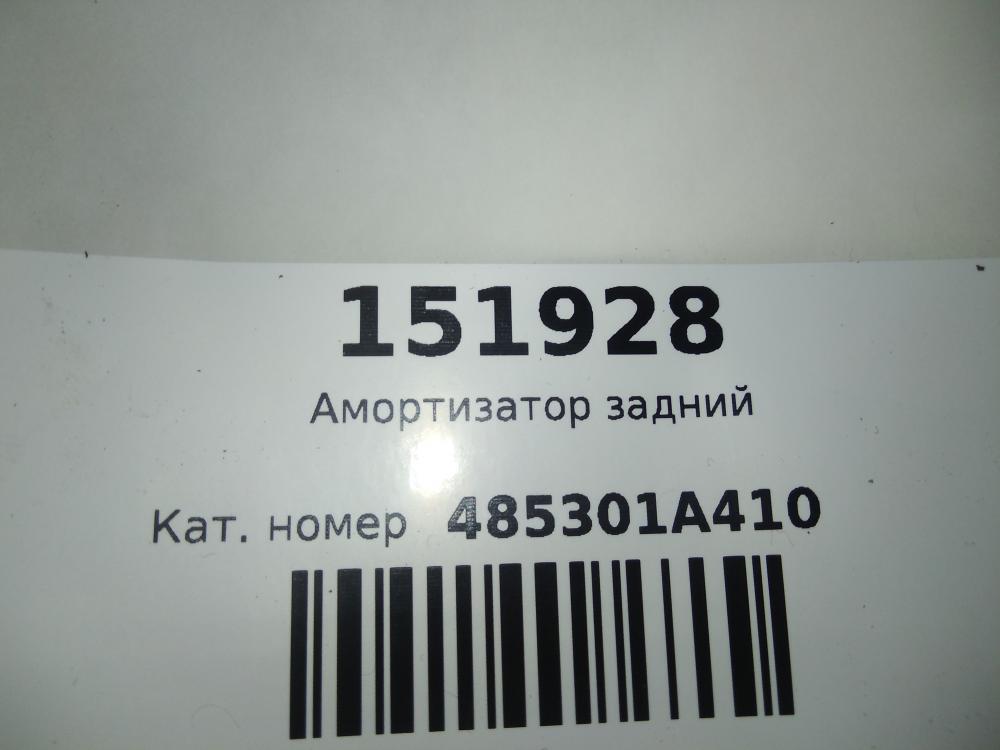 151928
Амортизатор задний
Кат. номер 485301A410